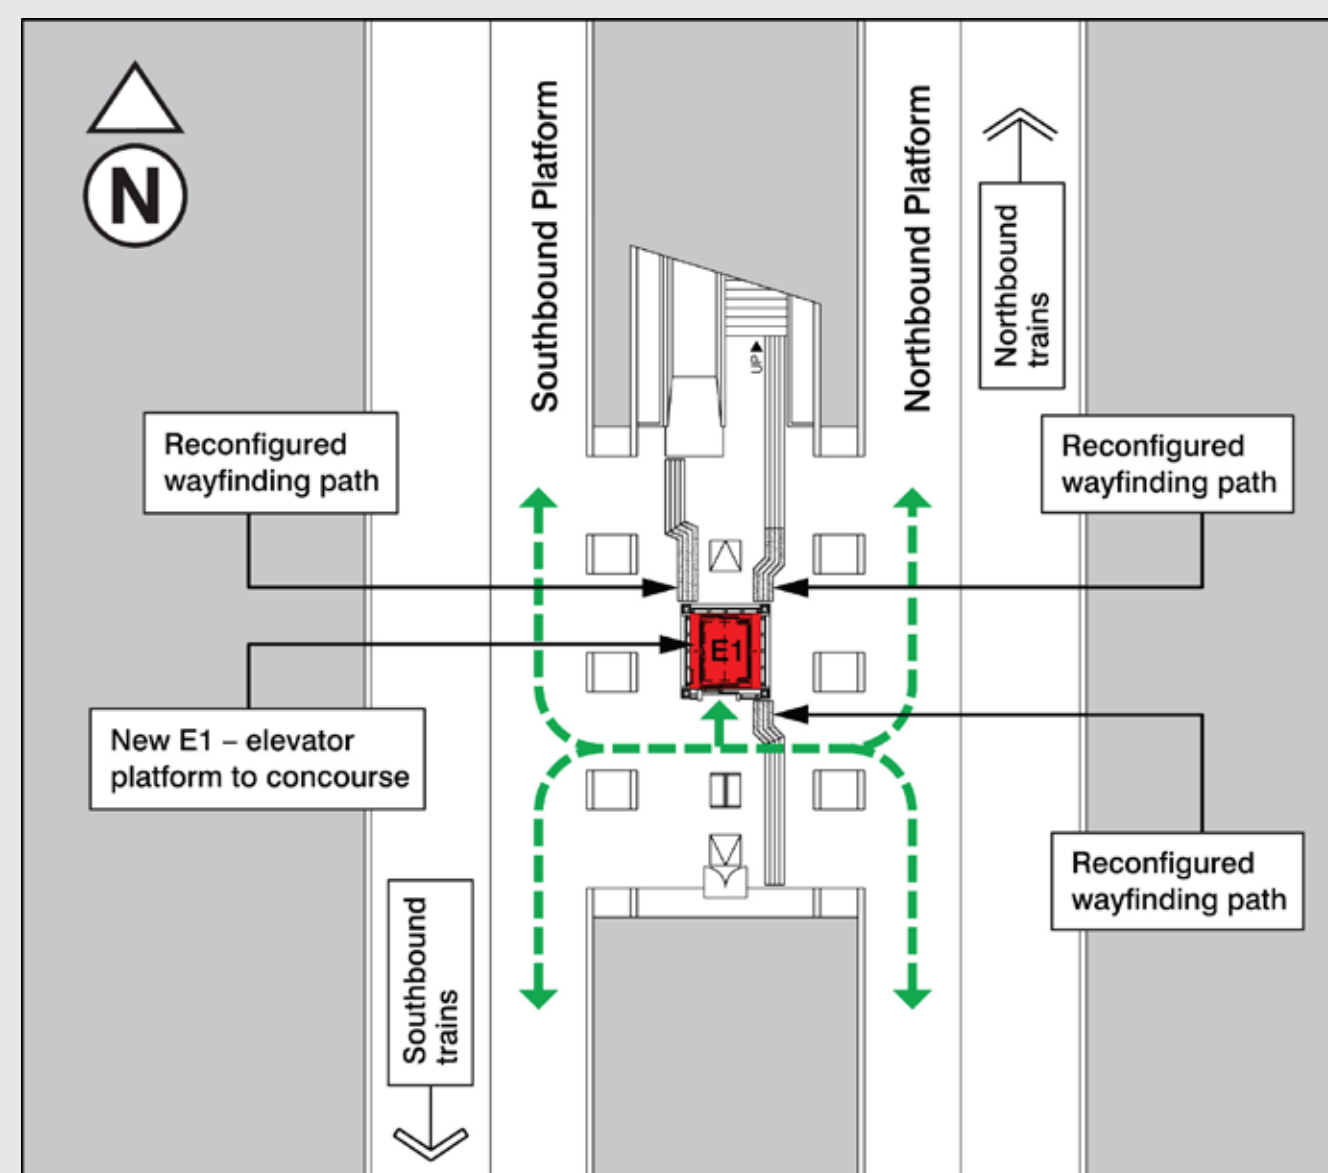 N
Southbound Platform
Northbound Platform
Northbound
trains
UP
Reconfigured
wayfinding path
Reconfigured
wayfinding path
E1
New E1 – elevator
platform to concourse
Reconfigured
wayfinding path
Southbound
trains